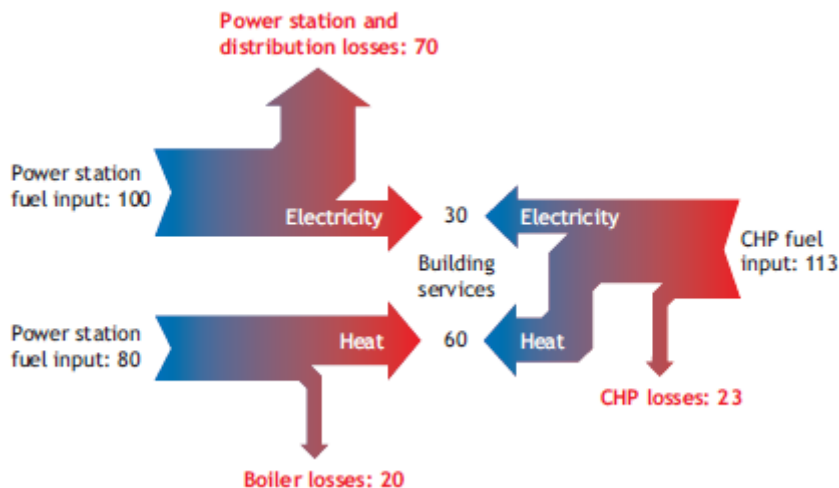 Power station and
distribution losses: 70
Power station
fuel input: 100
Electricity
30
Electricity
CHP fuel
input: 113
Building
services
Power station
fuel input: 80
Heat
60
Heat
CHP losses: 23
Boiler losses: 20